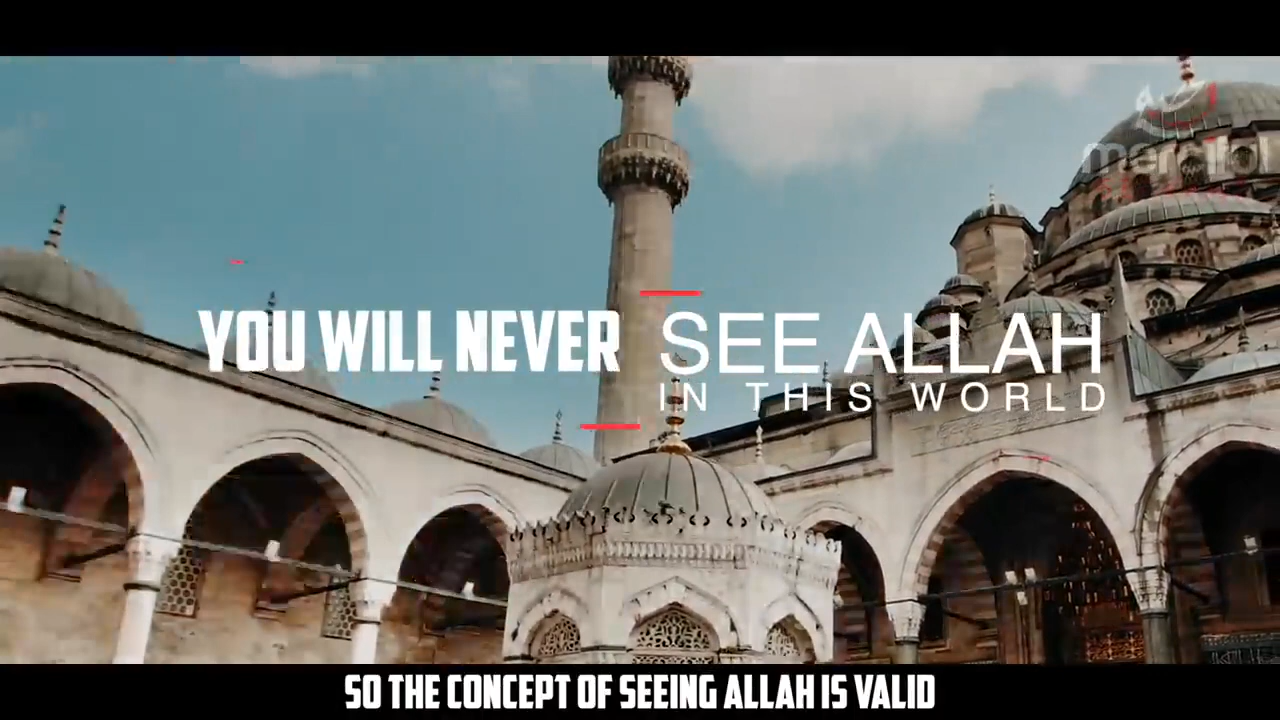 YOU WILL NEVER SEE ALLAH
IN THIS WORLD
SO THE CONCEPT OF SEEING ALLAH IS VALID